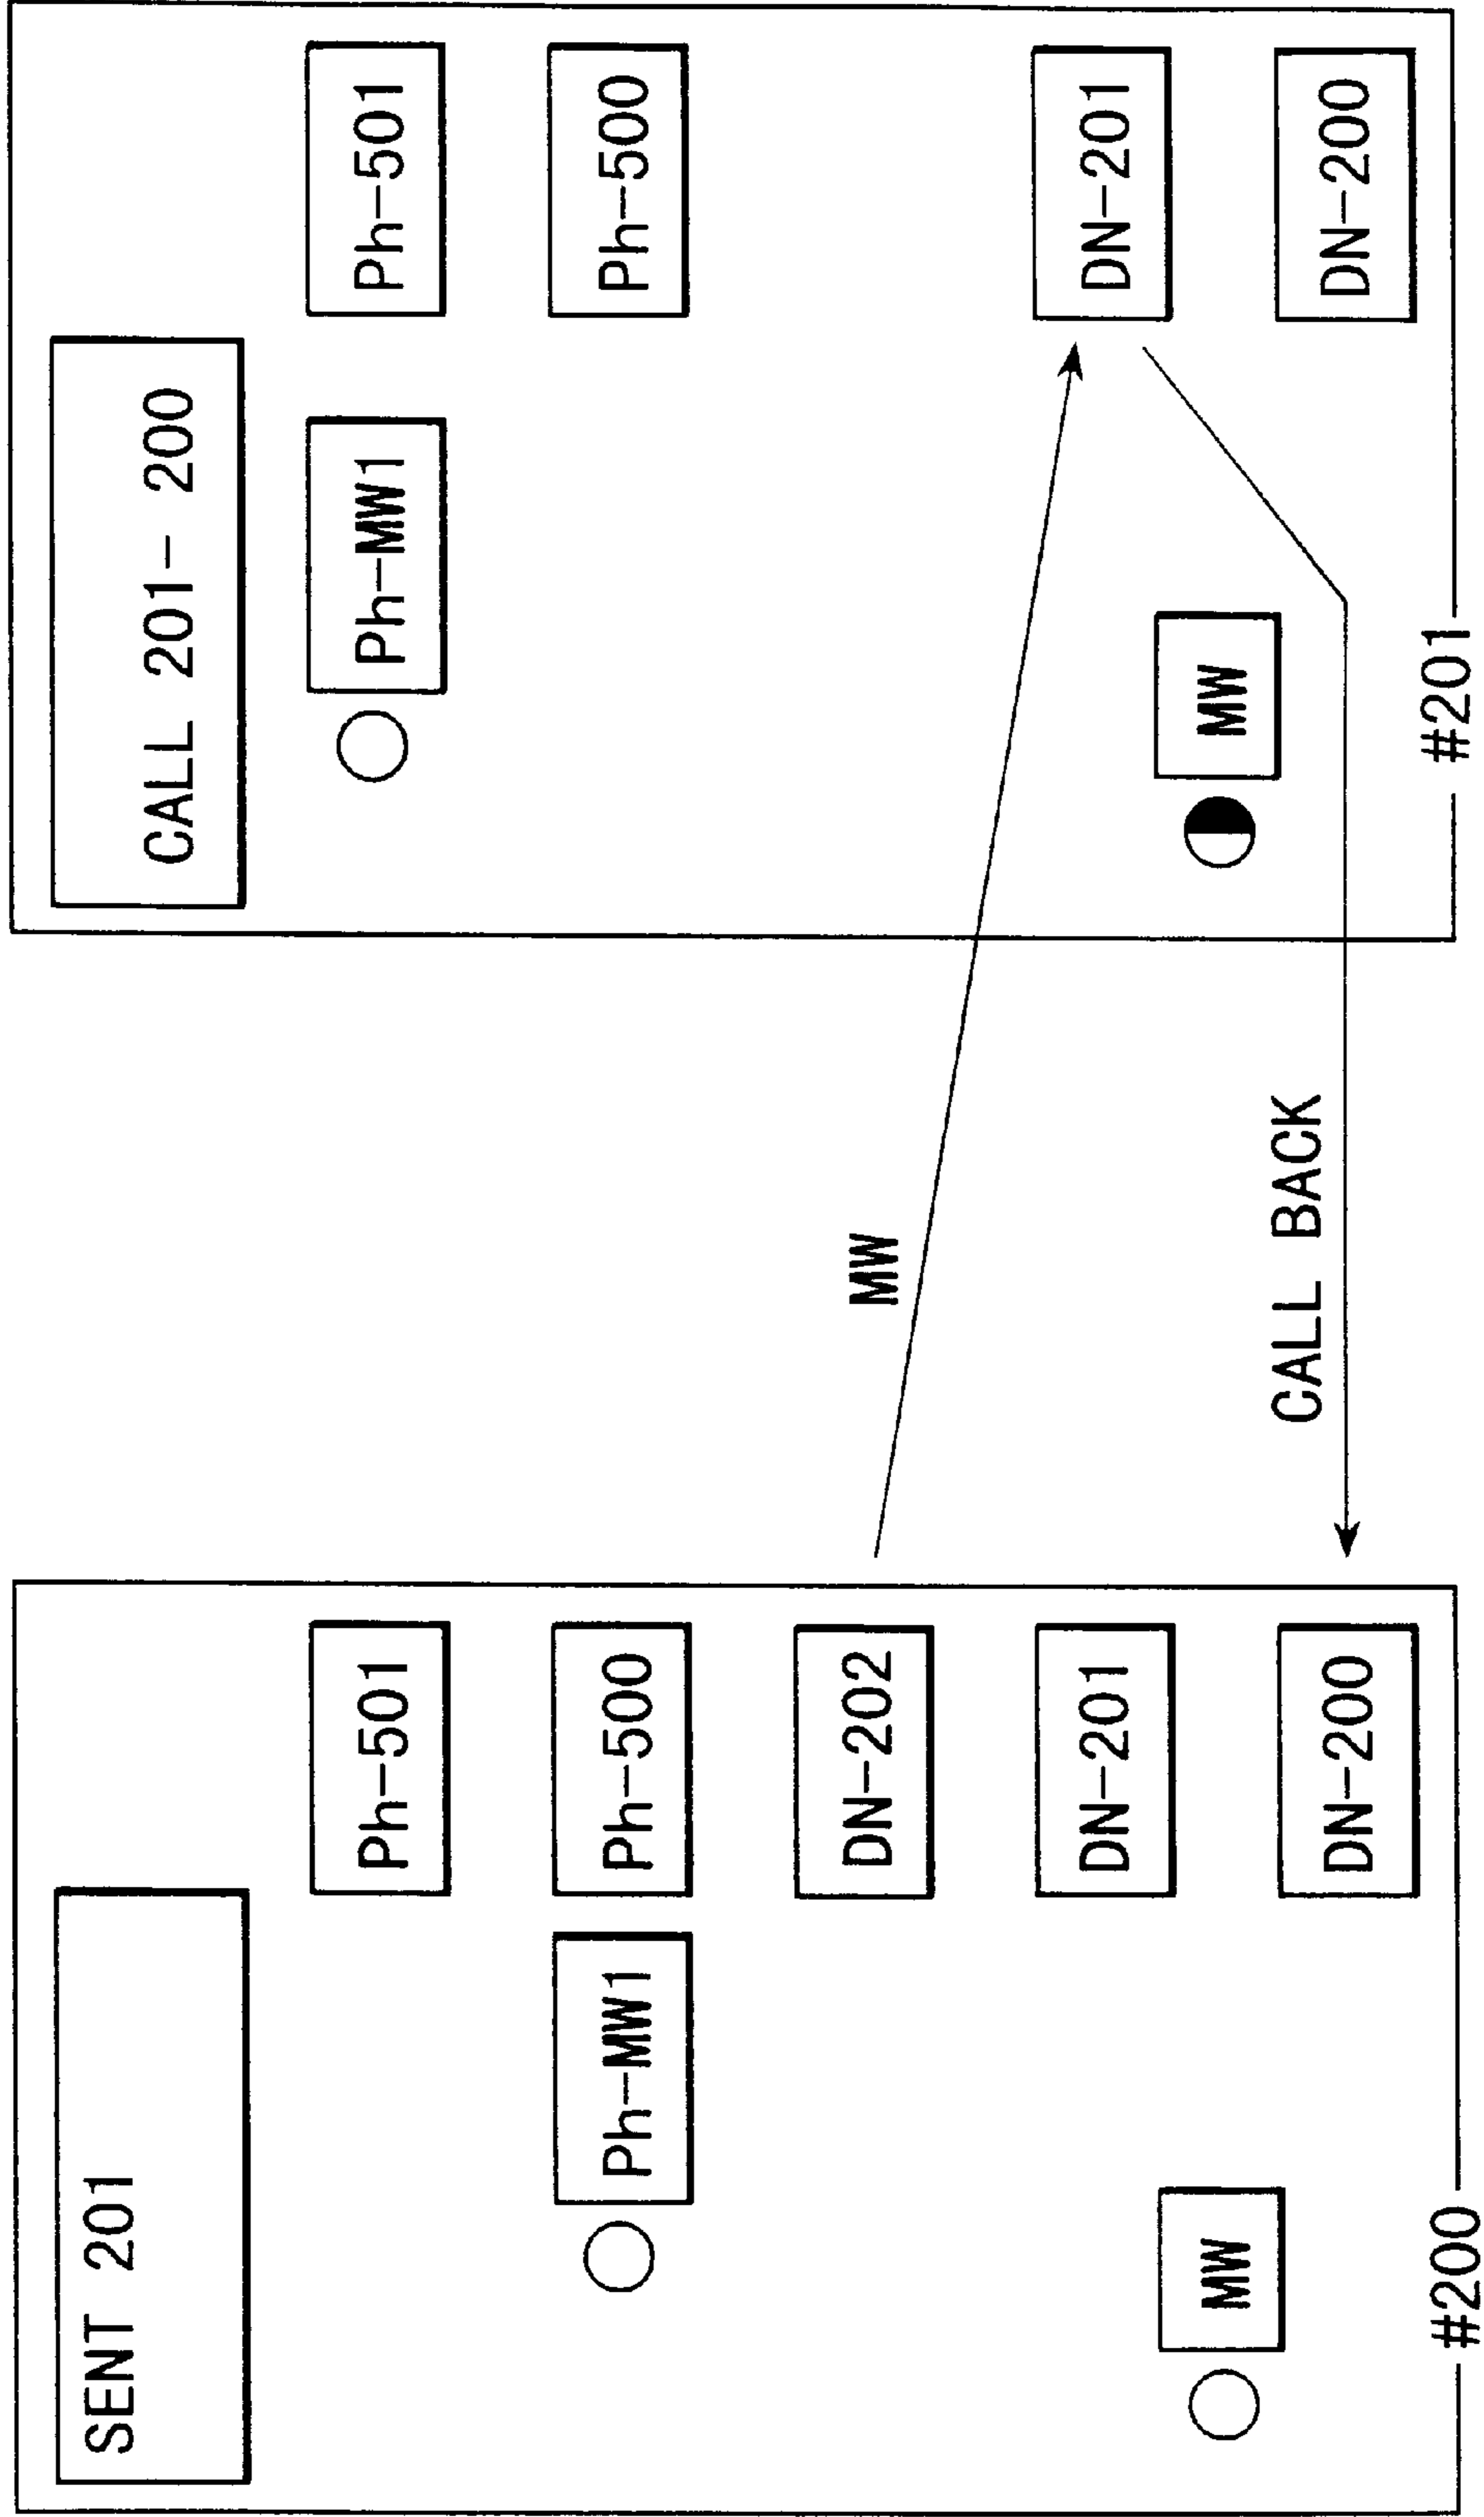 SENT 201
Ph-501
Ph-MW1
Ph-500
DN-202
DN-201
MW
DN-200
#200
MW
CALL BACK
CALL 201- 200
Ph-MW1
Ph-501
Ph-500
DN-201
MW
DN-200
#201